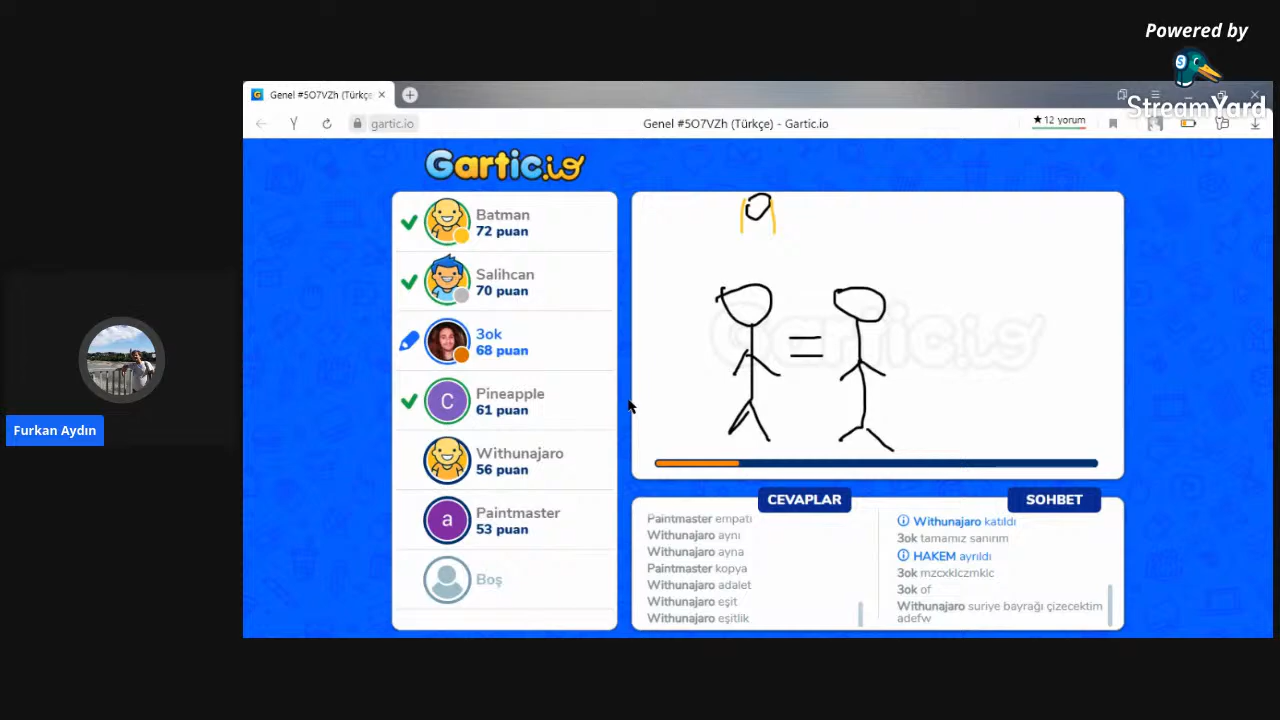 Powered by
StreamYard
Genel #5O7VZh (Türkçe
gartic.io
Genel #5O7VZh (Türkçe) - Gartic.io
★12 yorum
Gartic.io
Batman
72 puan
Salihcan
70 puan
3ok
68 puan
C
Pineapple
61 puan
Withunajaro
56 puan
a
Paintmaster
53 puan
Boş
Gartic.io
Furkan Aydın
CEVAPLAR
Paintmaster empati
Withunajaro aynı
Withunajaro ayna
Paintmaster kopya
Withunajaro adalet
Withunajaro eşit
Withunajaro eşitlik
SOHBET
Withunajaro katıldı
3ok tamamız sanırım
HAKEM ayrıldı
3ok mzcxklczmklc
3ok of
Withunajaro suriye bayrağı çizecektim
adefw